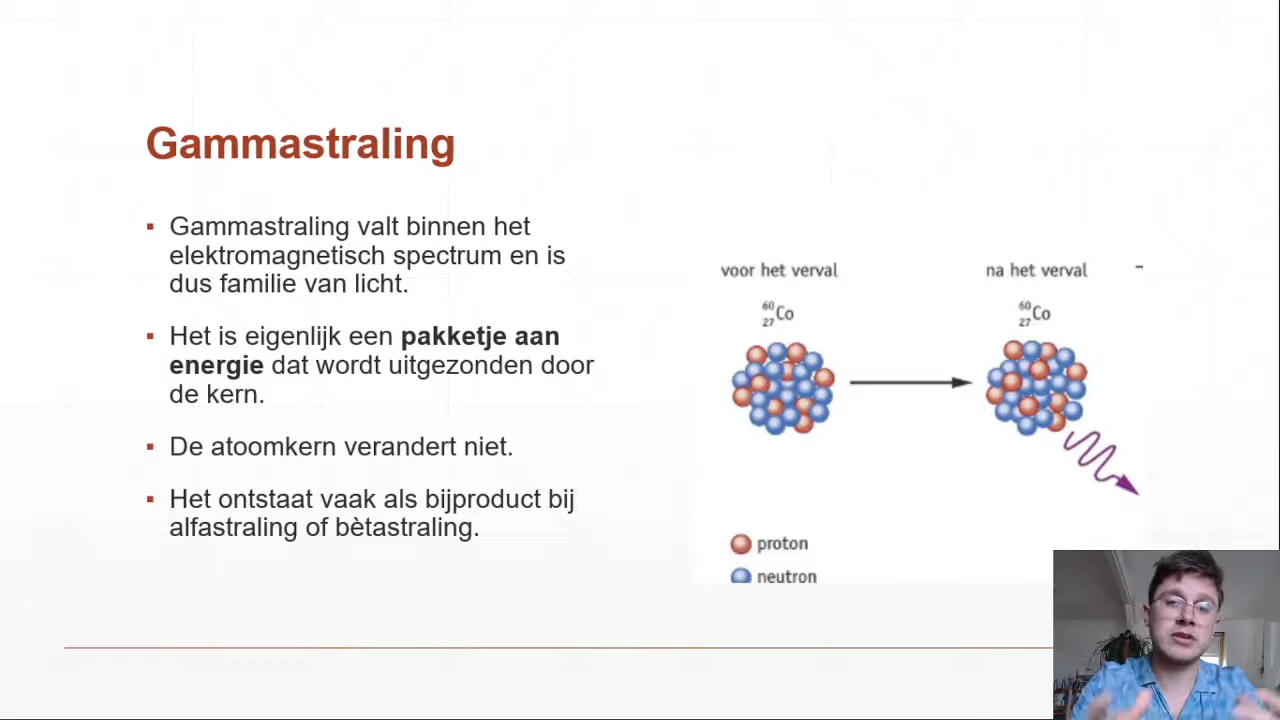 Gammastraling
▪ Gammastraling valt binnen het
elektromagnetisch spectrum en is
dus familie van licht.
▪ Het is eigenlijk een pakketje aan
energie dat wordt uitgezonden door
de kern.
▪ De atoomkern verandert niet.
▪ Het ontstaat vaak als bijproduct bij
alfastraling of bètastraling.
voor het verval
na het verval
60
27 Co
60
27 Co
proton
neutron